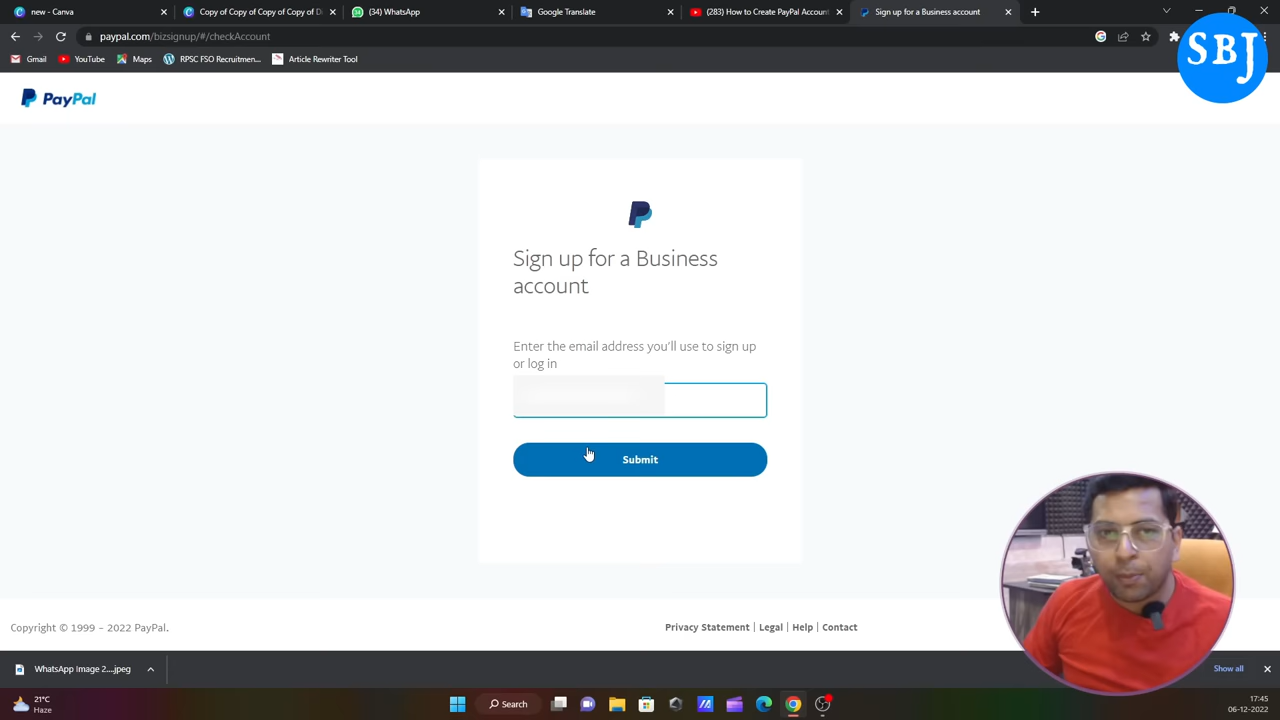 new - Canva
Copy of Copy of Copy of Copy of D
(34) WhatsApp
Google Translate
(283) How to Create PayPal Account
Sign up for a Business account
paypal.com/bizsignup/#/checkAccount
Gmail
YouTube
Maps
RPSC FSO Recruitmen...
Article Rewriter Tool
SBJ
PayPal
Sign up for a Business
account
Enter the email address you'll use to sign up
or log in
Submit
Copyright © 1999 - 2022 PayPal.
Privacy Statement | Legal | Help | Contact
WhatsApp Image 2....jpeg
Show all
21°C
Haze
Search
17:45
06-12-2022